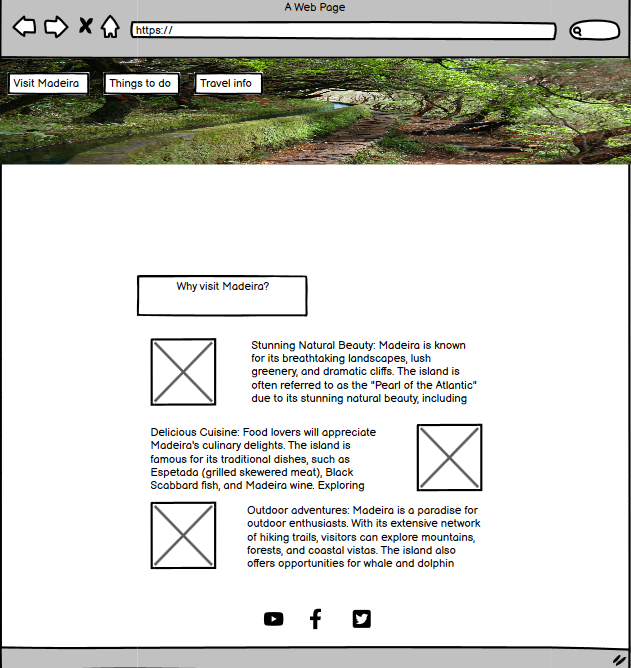 A Web Page
https://
Visit Madeira
Things to do
Travel info
Why visit Madeira?
Stunning Natural Beauty: Madeira is known
for its breathtaking landscapes, lush
greenery, and dramatic cliffs. The island is
often referred to as the "Pearl of the Atlantic"
due to its stunning natural beauty, including
Delicious Cuisine: Food lovers will appreciate
Madeira's culinary delights. The island is
famous for its traditional dishes, such as
Espetada (grilled skewered meat), Black
Scabbard fish, and Madeira wine. Exploring
Outdoor adventures: Madeira is a paradise for
outdoor enthusiasts. With its extensive network
of hiking trails, visitors can explore mountains,
forests, and coastal vistas. The island also
offers opportunities for whale and dolphin